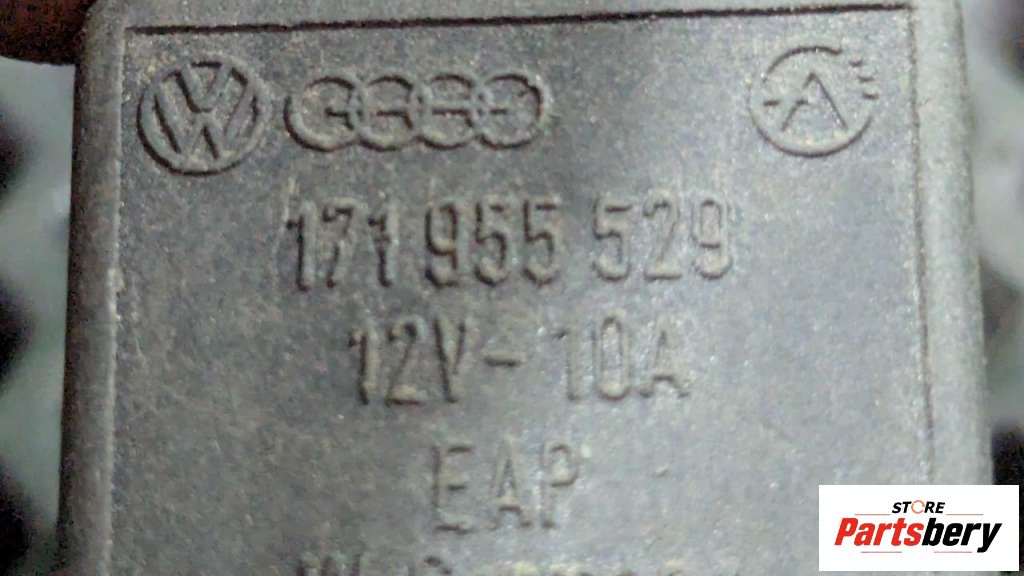 171 955 529
12V- 10A
EAP
STORE
Partsbery